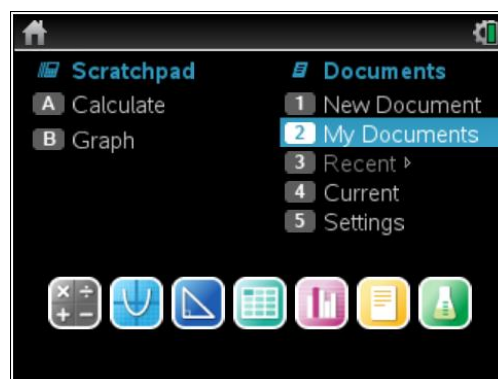 Scratchpad
A Calculate
B Graph
Documents
1 New Document
2 My Documents
3 Recent ▹
4 Current
5 Settings